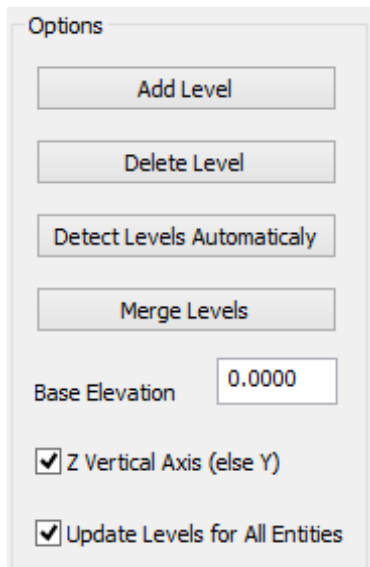 Options
Add Level
Delete Level
Detect Levels Automaticaly
Merge Levels
Base Elevation 0.0000
Z Vertical Axis (else Y)
Update Levels for All Entities